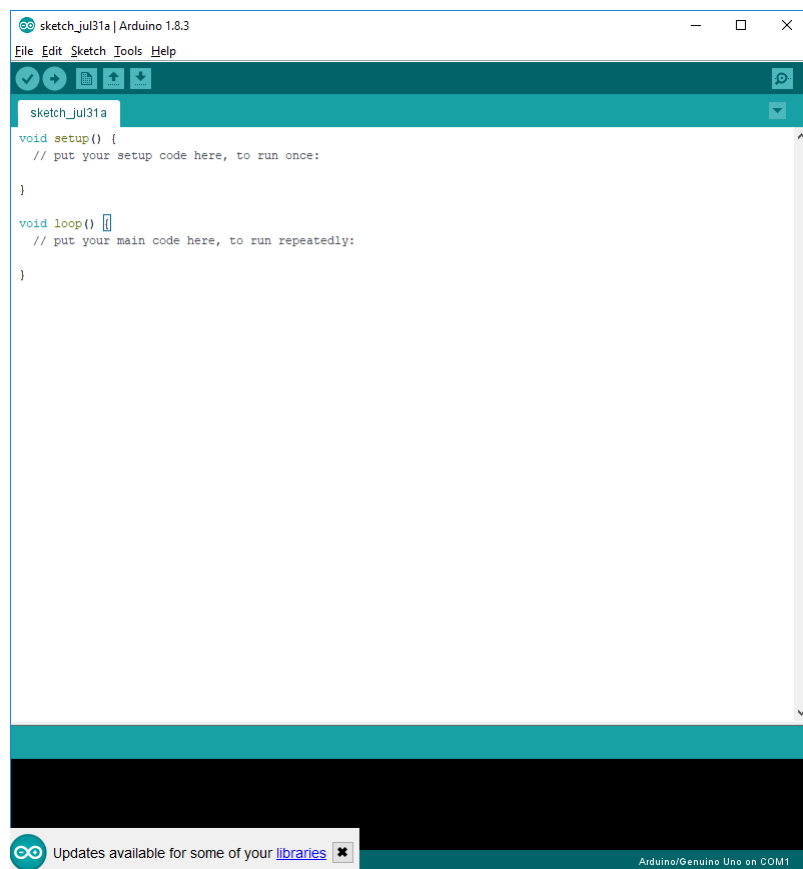 sketch_jul31a | Arduino 1.8.3
File Edit Sketch Tools Help
sketch_jul31a
void setup() {
  // put your setup code here, to run once:
}
void loop() {
  // put your main code here, to run repeatedly:
}
Updates available for some of your libraries
Arduino/Genuino Uno on COM1